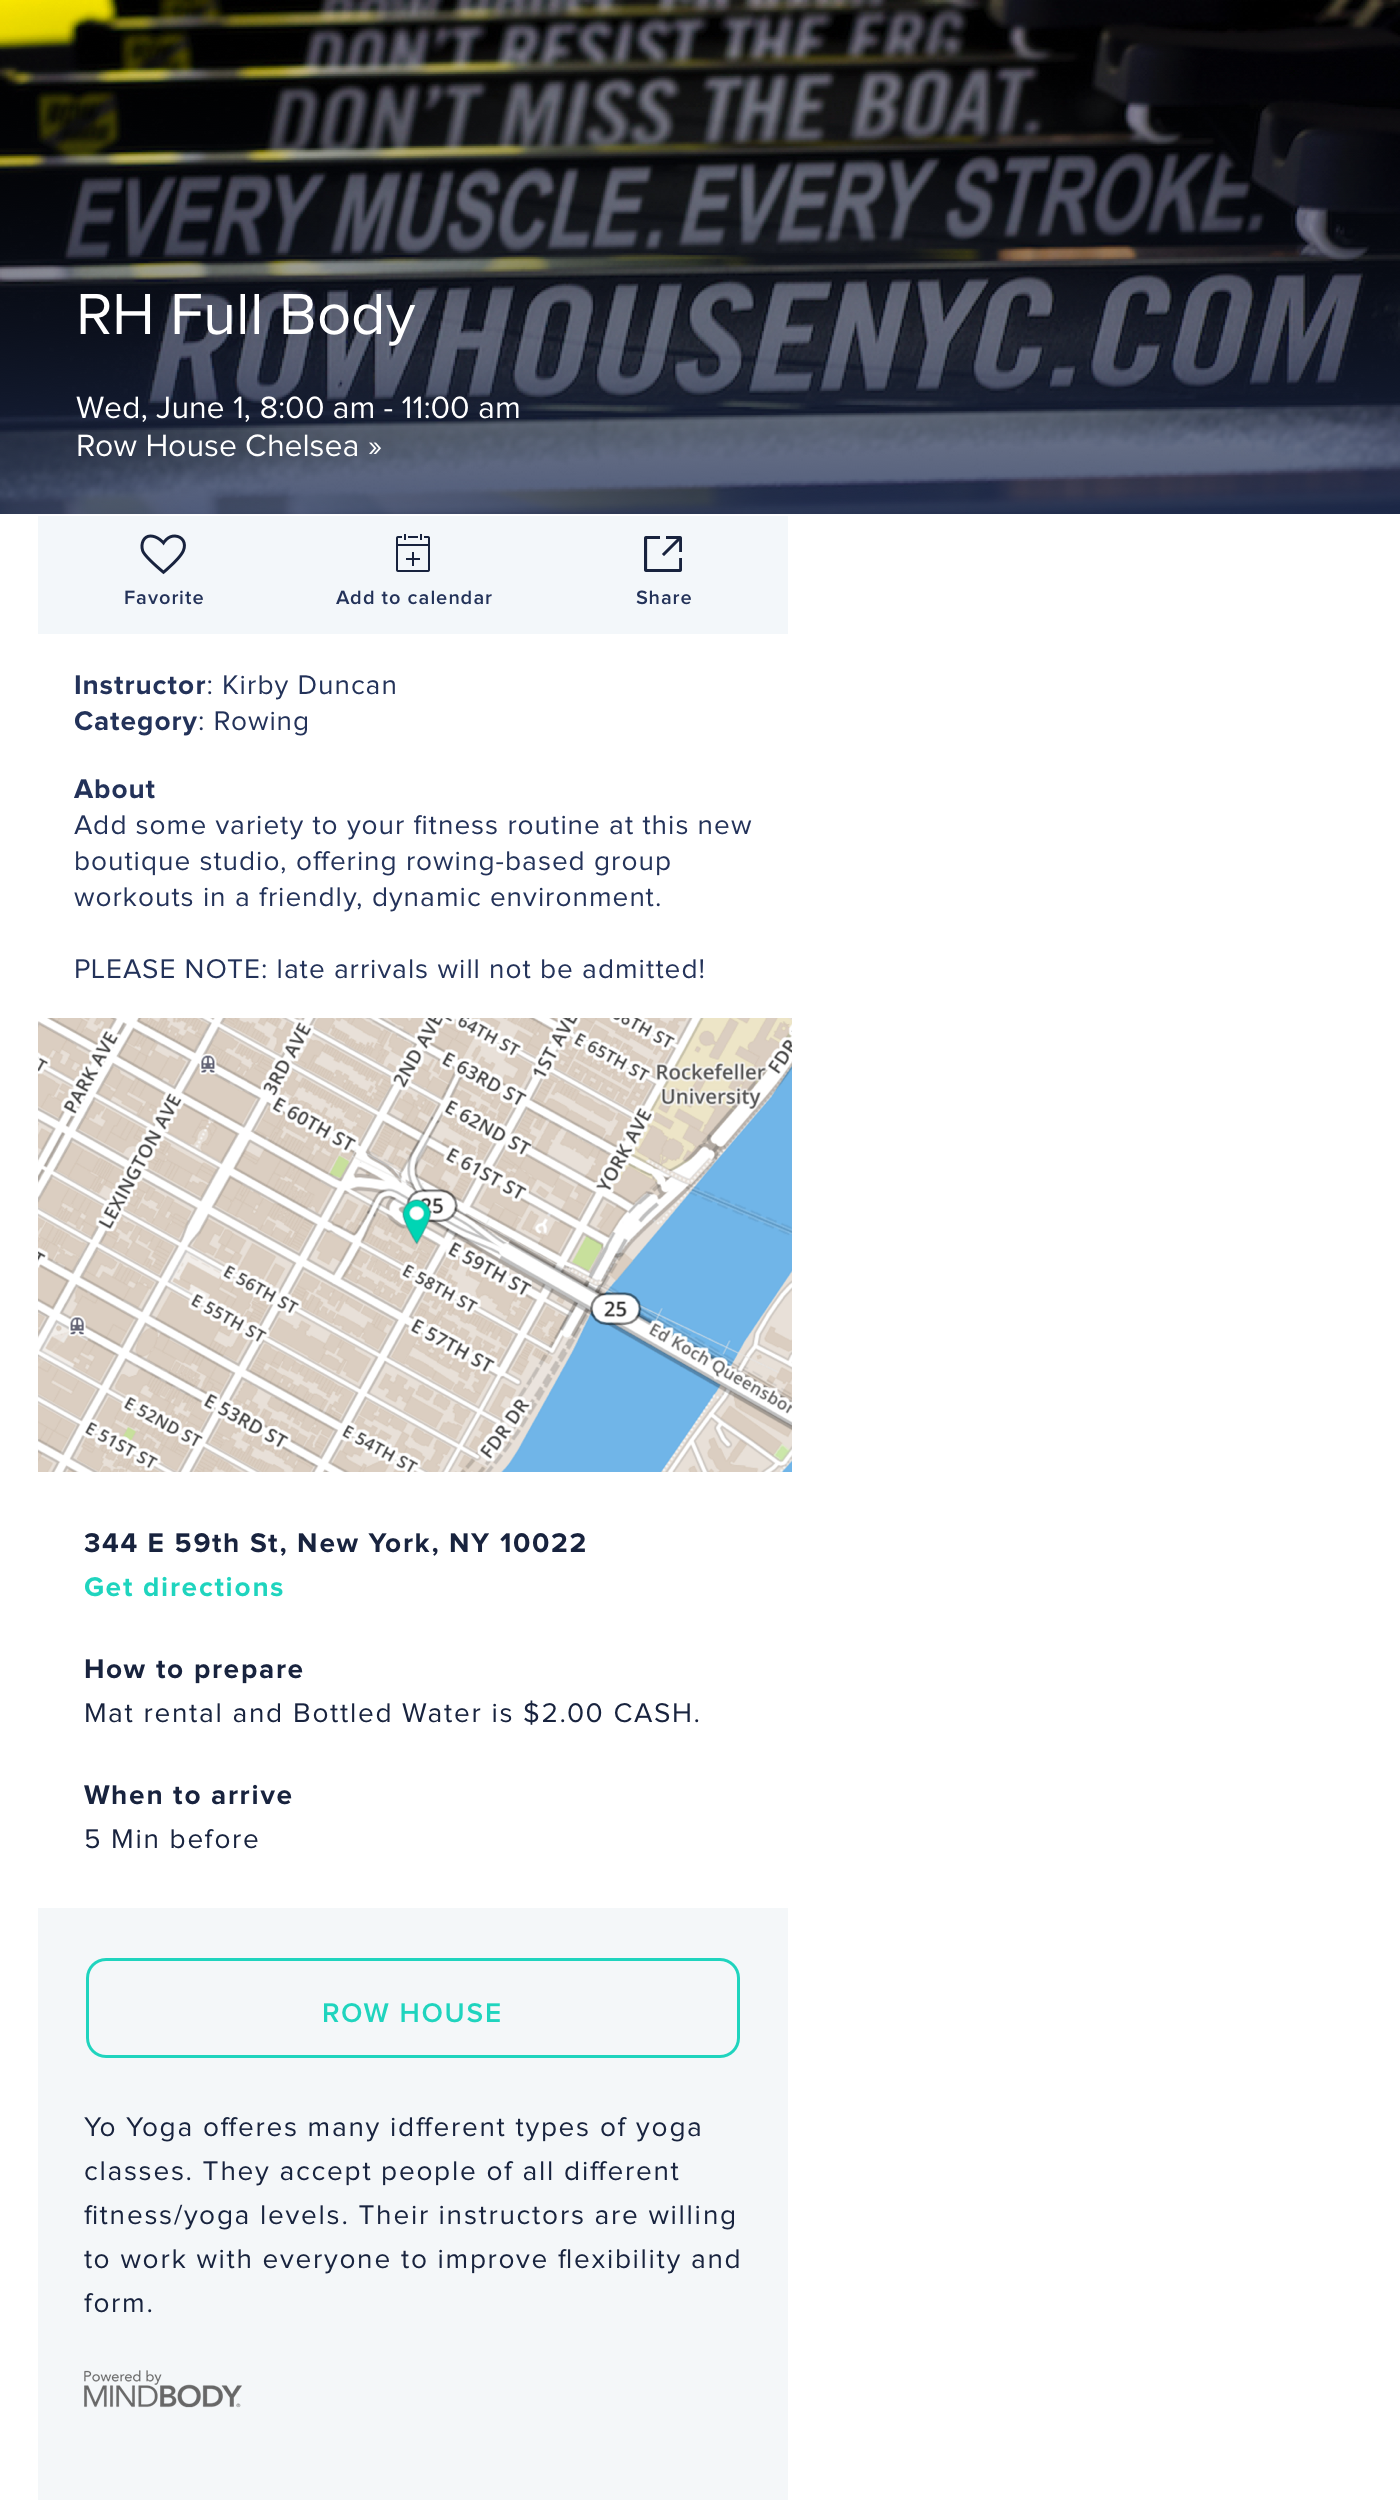 DON'T RESIST THE ERG
DON'T MISS THE BOAT.
EVERY MUSCLE. EVERY STROKE.
ROWHOUSENYC.COM
RH Full Body
Wed, June 1, 8:00 am - 11:00 am
Row House Chelsea »
Favorite
Add to calendar
Share
Instructor: Kirby Duncan
Category: Rowing
About
Add some variety to your fitness routine at this new
boutique studio, offering rowing-based group
workouts in a friendly, dynamic environment.
PLEASE NOTE: late arrivals will not be admitted!
PARK AVE
LEXINGTON AVE
3RD AVE
2ND AVE
1ST AVE
YORK AVE
FDR
64TH ST
E 65TH ST
E 63RD ST
E 62ND ST
E 61ST ST
E 60TH ST
Rockefeller
University
25
E 59TH ST
E 58TH ST
E 57TH ST
E 56TH ST
E 55TH ST
25
Ed Koch Queensbor
E 54TH ST
E 53RD ST
E 52ND ST
E 51ST ST
FDR DR
344 E 59th St, New York, NY 10022
Get directions
How to prepare
Mat rental and Bottled Water is $2.00 CASH.
When to arrive
5 Min before
ROW HOUSE
Yo Yoga offeres many idfferent types of yoga
classes. They accept people of all different
fitness/yoga levels. Their instructors are willing
to work with everyone to improve flexibility and
form.
Powered by
MINDBODY